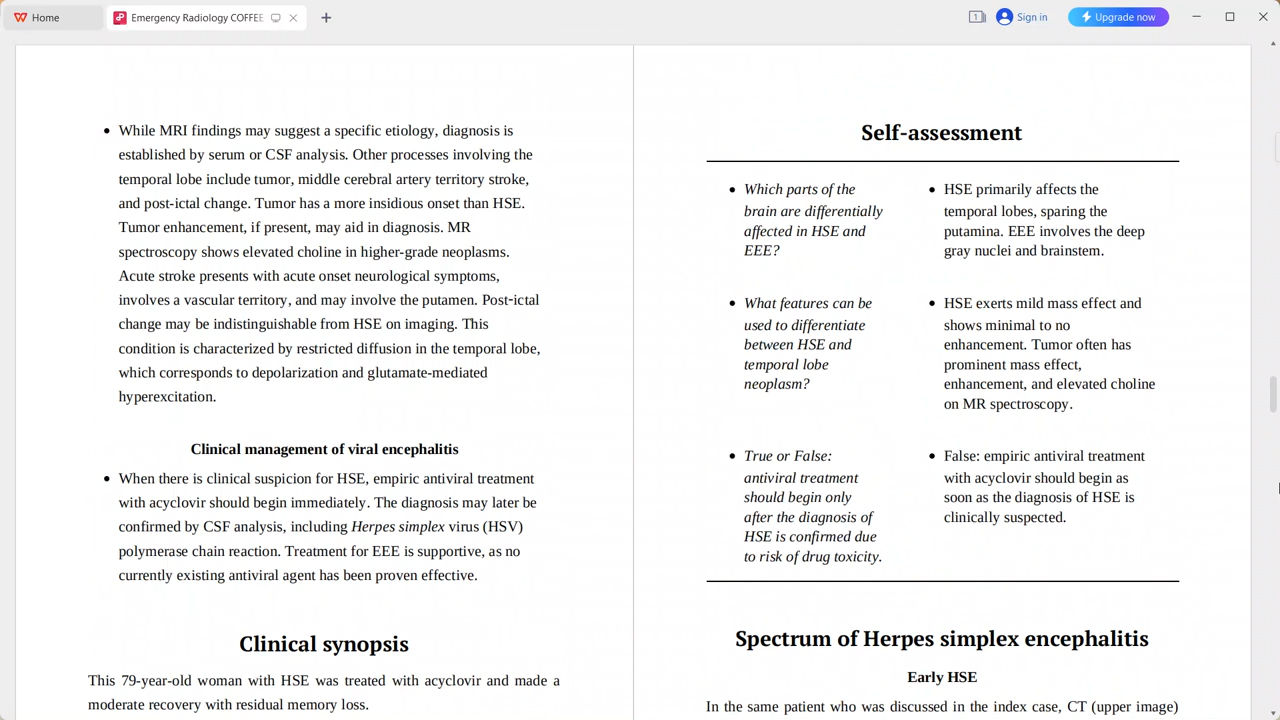 Home
Emergency Radiology COFFEE
1
Sign in
Upgrade now
• While MRI findings may suggest a specific etiology, diagnosis is
established by serum or CSF analysis. Other processes involving the
temporal lobe include tumor, middle cerebral artery territory stroke,
and post-ictal change. Tumor has a more insidious onset than HSE.
Tumor enhancement, if present, may aid in diagnosis. MR
spectroscopy shows elevated choline in higher-grade neoplasms.
Acute stroke presents with acute onset neurological symptoms,
involves a vascular territory, and may involve the putamen. Post-ictal
change may be indistinguishable from HSE on imaging. This
condition is characterized by restricted diffusion in the temporal lobe,
which corresponds to depolarization and glutamate-mediated
hyperexcitation.
Clinical management of viral encephalitis
• When there is clinical suspicion for HSE, empiric antiviral treatment
with acyclovir should begin immediately. The diagnosis may later be
confirmed by CSF analysis, including Herpes simplex virus (HSV)
polymerase chain reaction. Treatment for EEE is supportive, as no
currently existing antiviral agent has been proven effective.
Clinical synopsis
This 79-year-old woman with HSE was treated with acyclovir and made a
moderate recovery with residual memory loss.
Self-assessment
• Which parts of the
brain are differentially
affected in HSE and
EEE?
• HSE primarily affects the
temporal lobes, sparing the
putamina. EEE involves the deep
gray nuclei and brainstem.
• What features can be
used to differentiate
between HSE and
temporal lobe
neoplasm?
• HSE exerts mild mass effect and
shows minimal to no
enhancement. Tumor often has
prominent mass effect,
enhancement, and elevated choline
on MR spectroscopy.
• True or False:
antiviral treatment
should begin only
after the diagnosis of
HSE is confirmed due
to risk of drug toxicity.
• False: empiric antiviral treatment
with acyclovir should begin as
soon as the diagnosis of HSE is
clinically suspected.
Spectrum of Herpes simplex encephalitis
Early HSE
In the same patient who was discussed in the index case, CT (upper image)